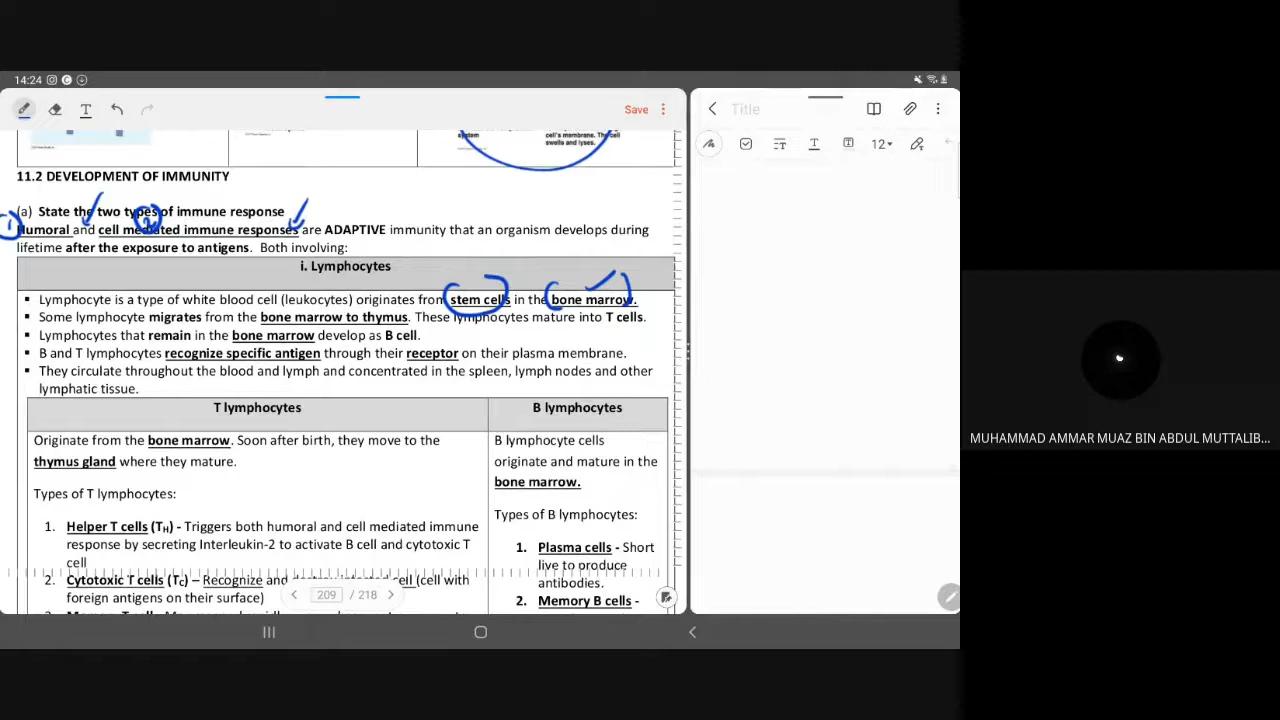 14:24
Save
Title
12
system
cell's membrane. The cell
swells and lyses.
11.2 DEVELOPMENT OF IMMUNITY
(a) State the two types of immune response
1
2
Humoral and cell mediated immune responses are ADAPTIVE immunity that an organism develops during
lifetime after the exposure to antigens. Both involving:
i. Lymphocytes
▪ Lymphocyte is a type of white blood cell (leukocytes) originates from stem cells in the bone marrow.
▪ Some lymphocyte migrates from the bone marrow to thymus. These lymphocytes mature into T cells.
▪ Lymphocytes that remain in the bone marrow develop as B cell.
▪ B and T lymphocytes recognize specific antigen through their receptor on their plasma membrane.
▪ They circulate throughout the blood and lymph and concentrated in the spleen, lymph nodes and other
lymphatic tissue.
T lymphocytes
Originate from the bone marrow. Soon after birth, they move to the
thymus gland where they mature.
Types of T lymphocytes:
1. Helper T cells (TH) - Triggers both humoral and cell mediated immune
response by secreting Interleukin-2 to activate B cell and cytotoxic T
cell
2. Cytotoxic T cells (TC) – Recognize and destroy infected cell (cell with
foreign antigens on their surface)
B lymphocytes
B lymphocyte cells
originate and mature in the
bone marrow.
Types of B lymphocytes:
1. Plasma cells - Short
live to produce
antibodies.
2. Memory B cells -
209 / 218
MUHAMMAD AMMAR MUAZ BIN ABDUL MUTTALIB...